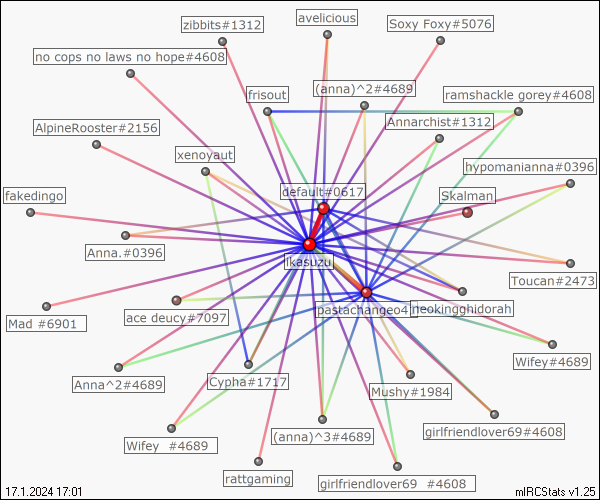 zibbits#1312
avelicious
Soxy Foxy#5076
no cops no laws no hope#4608
frisout
(anna)^2#4689
ramshackle gorey#4608
AlpineRooster#2156
Annarchist#1312
xenoyaut
hypomanianna#0396
fakedingo
default#0617
Skalman
Anna.#0396
ikasuzu
Toucan#2473
Mad #6901
ace deucy#7097
pastachangeo4
neokingghidorah
Wifey#4689
Anna^2#4689
Cypha#1717
Mushy#1984
Wifey  #4689
(anna)^3#4689
girlfriendlover69#4608
rattgaming
girlfriendlover69  #4608
17.1.2024 17:01
mIRCStats v1.25